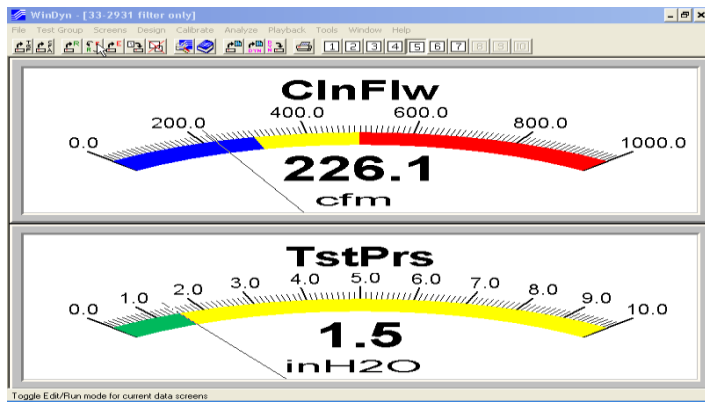 WinDyn - [33-2931 fitter only]
File Test Group Screens Design Calibrate Analyze Playback Tools Window Help
1 2 3 4 5 6 7 8 9 10
ClnFlw
0.0 200.0 400.0 600.0 800.0 1000.0
226.1
cfm
TstPrs
0.0 1.0 2.0 3.0 4.0 5.0 6.0 7.0 8.0 9.0 10.0
1.5
inH2O
Toggle Edit/Run mode for current data screens